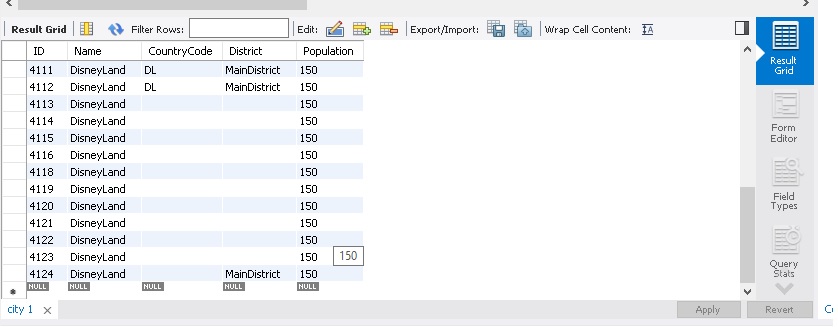 Result Grid Filter Rows: Edit: Export/Import: Wrap Cell Content: IA
ID Name CountryCode District Population
4111 DisneyLand DL MainDistrict 150
4112 DisneyLand DL MainDistrict 150
4113 DisneyLand 150
4114 DisneyLand 150
4115 DisneyLand 150
4116 DisneyLand 150
4118 DisneyLand 150
4119 DisneyLand 150
4120 DisneyLand 150
4121 DisneyLand 150
4122 DisneyLand 150
4123 DisneyLand 150
150
4124 DisneyLand MainDistrict 150
NULL NULL NULL NULL NULL
city 1
Apply Revert
Result
Grid
Form
Editor
Field
Types
Query
Stats